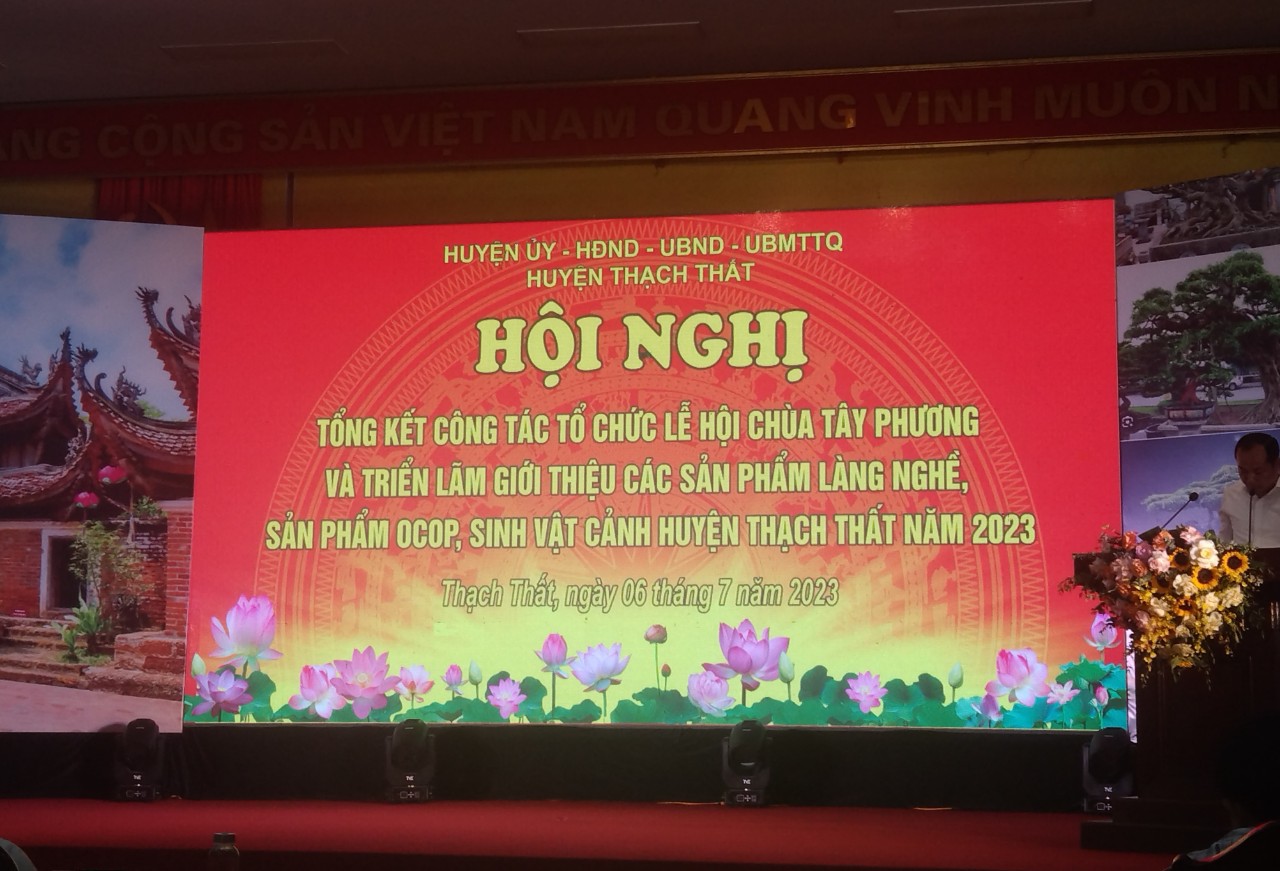 ĐẢNG CỘNG SẢN VIỆT NAM QUANG VINH MUÔN N
HUYỆN ỦY - HĐND - UBND - UBMTTQ
HUYỆN THẠCH THẤT
HỘI NGHỊ
TỔNG KẾT CÔNG TÁC TỔ CHỨC LỄ HỘI CHÙA TÂY PHƯƠNG
VÀ TRIỂN LÃM GIỚI THIỆU CÁC SẢN PHẨM LÀNG NGHỀ,
SẢN PHẨM OCOP, SINH VẬT CẢNH HUYỆN THẠCH THẤT NĂM 2023
Thạch Thất, ngày 06 tháng 7 năm 2023